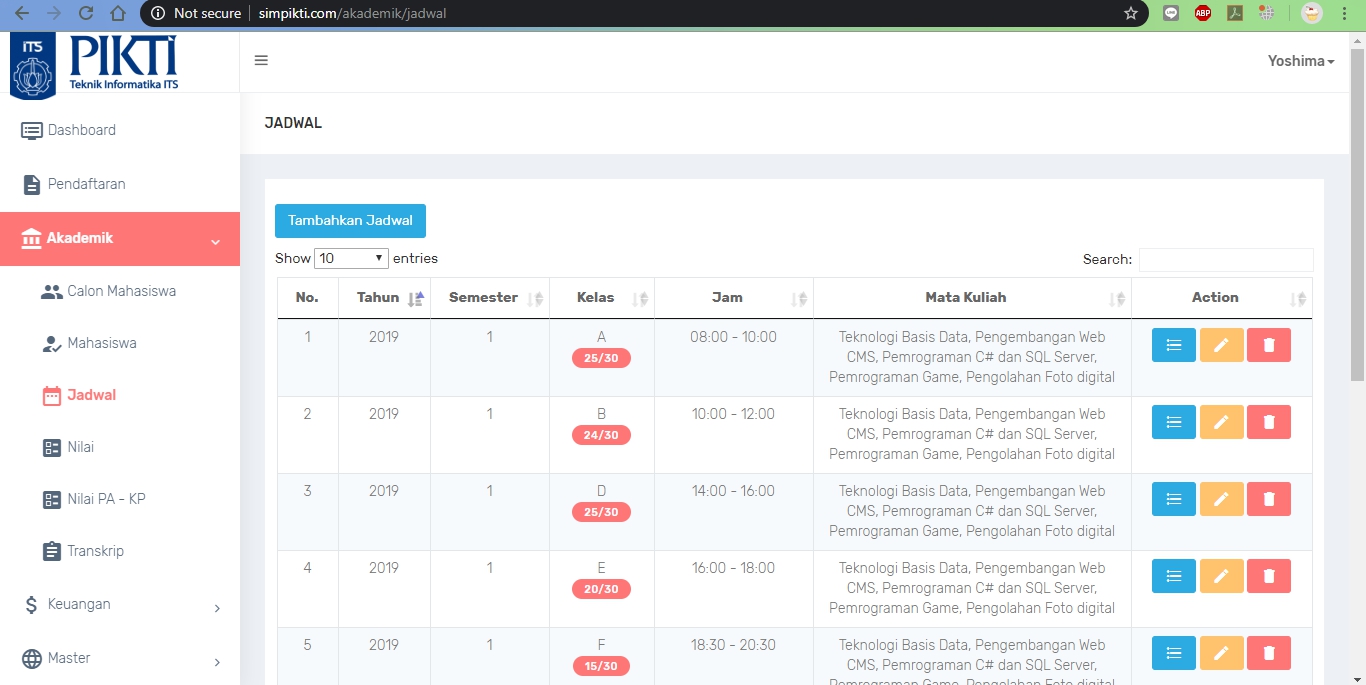 Not secure | simpikti.com/akademik/jadwal
ABP
ITS
PIKTI
Teknik Informatika ITS
Yoshima
Dashboard
Pendaftaran
Akademik
Calon Mahasiswa
Mahasiswa
Jadwal
Nilai
Nilai PA - KP
Transkrip
Keuangan
Master
JADWAL
Tambahkan Jadwal
Show 10 entries
Search:
No. Tahun Semester Kelas Jam Mata Kuliah Action
1 2019 1 A 08:00 - 10:00 Teknologi Basis Data, Pengembangan Web
25/30 CMS, Pemrograman C# dan SQL Server,
Pemrograman Game, Pengolahan Foto digital
2 2019 1 B 10:00 - 12:00 Teknologi Basis Data, Pengembangan Web
24/30 CMS, Pemrograman C# dan SQL Server,
Pemrograman Game, Pengolahan Foto digital
3 2019 1 D 14:00 - 16:00 Teknologi Basis Data, Pengembangan Web
25/30 CMS, Pemrograman C# dan SQL Server,
Pemrograman Game, Pengolahan Foto digital
4 2019 1 E 16:00 - 18:00 Teknologi Basis Data, Pengembangan Web
20/30 CMS, Pemrograman C# dan SQL Server,
Pemrograman Game, Pengolahan Foto digital
5 2019 1 F 18:30 - 20:30 Teknologi Basis Data, Pengembangan Web
15/30 CMS, Pemrograman C# dan SQL Server,
Pemrograman Game, Pengolahan Foto digital